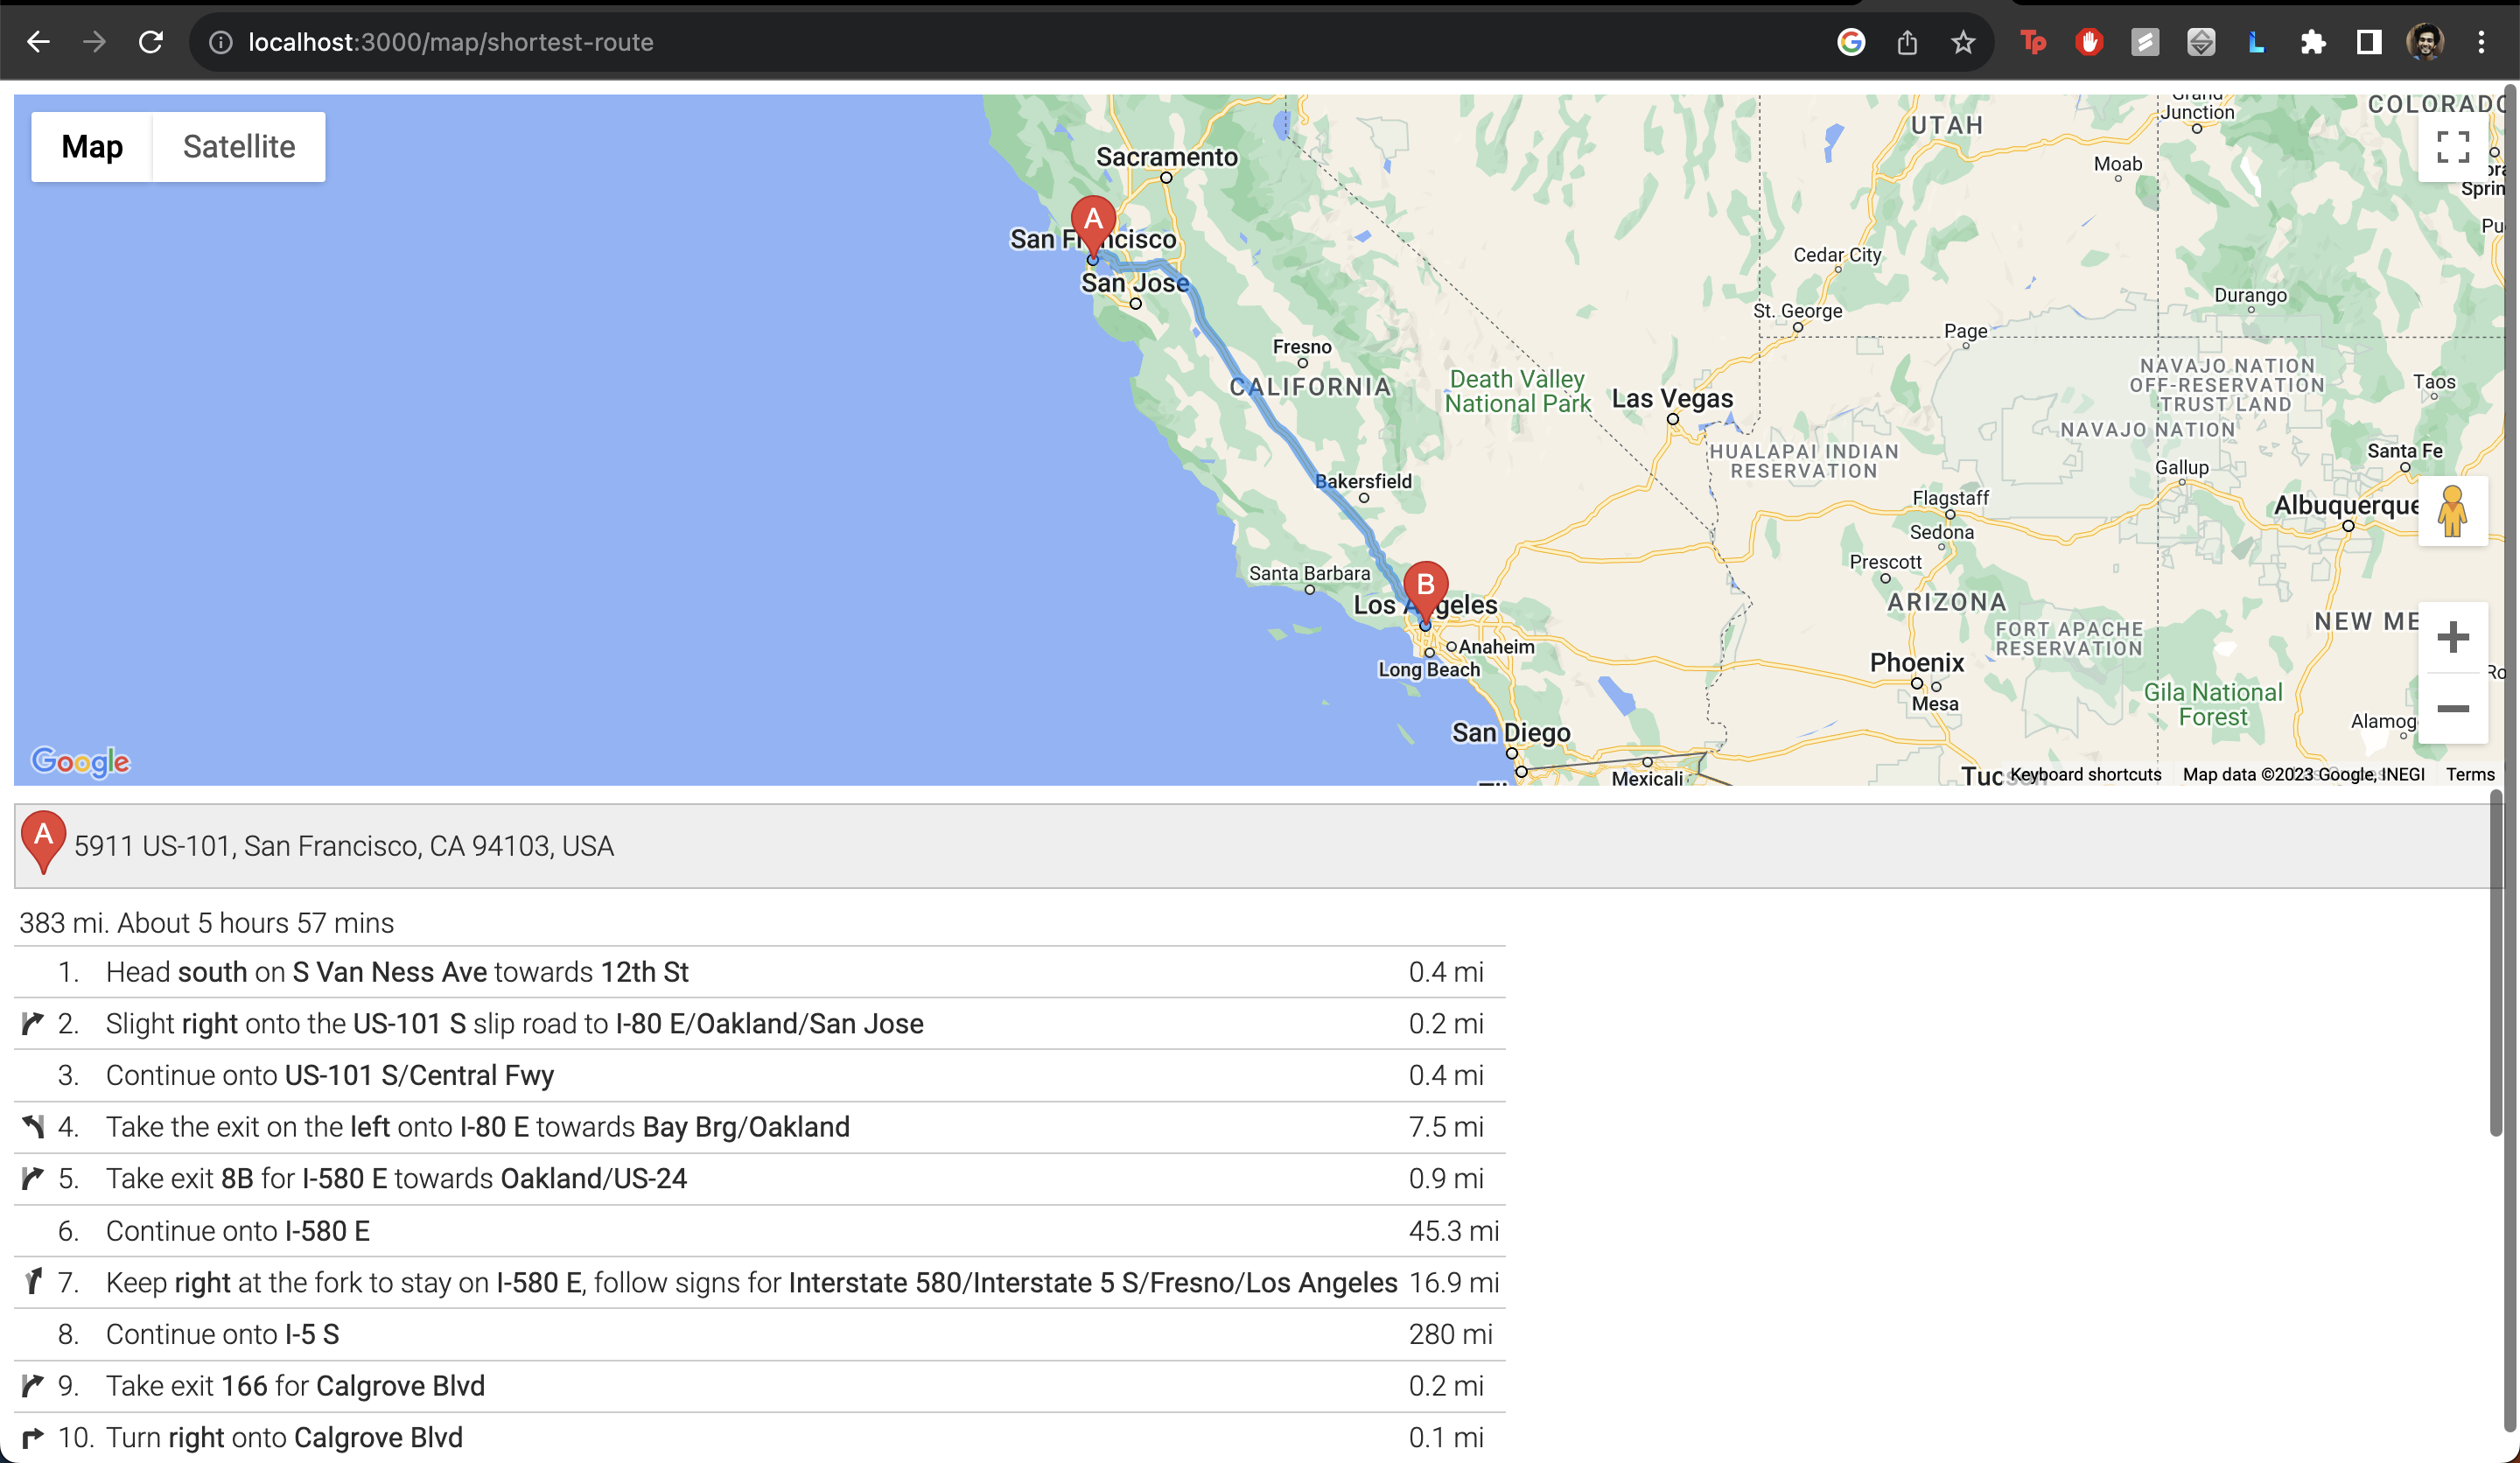 localhost:3000/map/shortest-route
Tp
L
Map
Satellite
Junction
COLORADO
UTAH
Moab
Sacramento
San Francisco
A
San Jose
Cedar City
Durango
St. George
Page
Fresno
CALIFORNIA
Death Valley
National Park
Las Vegas
NAVAJO NATION
OFF-RESERVATION
TRUST LAND
Taos
NAVAJO NATION
HUALAPAI INDIAN
RESERVATION
Santa Fe
Gallup
Bakersfield
Flagstaff
Albuquerque
Sedona
Prescott
Santa Barbara
B
Los Angeles
ARIZONA
NEW ME
FORT APACHE
RESERVATION
Anaheim
Long Beach
Phoenix
Mesa
Gila National
Forest
Alamog
San Diego
Mexicali
Google
Keyboard shortcuts
Map data ©2023 Google, INEGI
Terms
A 5911 US-101, San Francisco, CA 94103, USA
383 mi. About 5 hours 57 mins
1. Head south on S Van Ness Ave towards 12th St 0.4 mi
2. Slight right onto the US-101 S slip road to I-80 E/Oakland/San Jose 0.2 mi
3. Continue onto US-101 S/Central Fwy 0.4 mi
4. Take the exit on the left onto I-80 E towards Bay Brg/Oakland 7.5 mi
5. Take exit 8B for I-580 E towards Oakland/US-24 0.9 mi
6. Continue onto I-580 E 45.3 mi
7. Keep right at the fork to stay on I-580 E, follow signs for Interstate 580/Interstate 5 S/Fresno/Los Angeles 16.9 mi
8. Continue onto I-5 S 280 mi
9. Take exit 166 for Calgrove Blvd 0.2 mi
10. Turn right onto Calgrove Blvd 0.1 mi